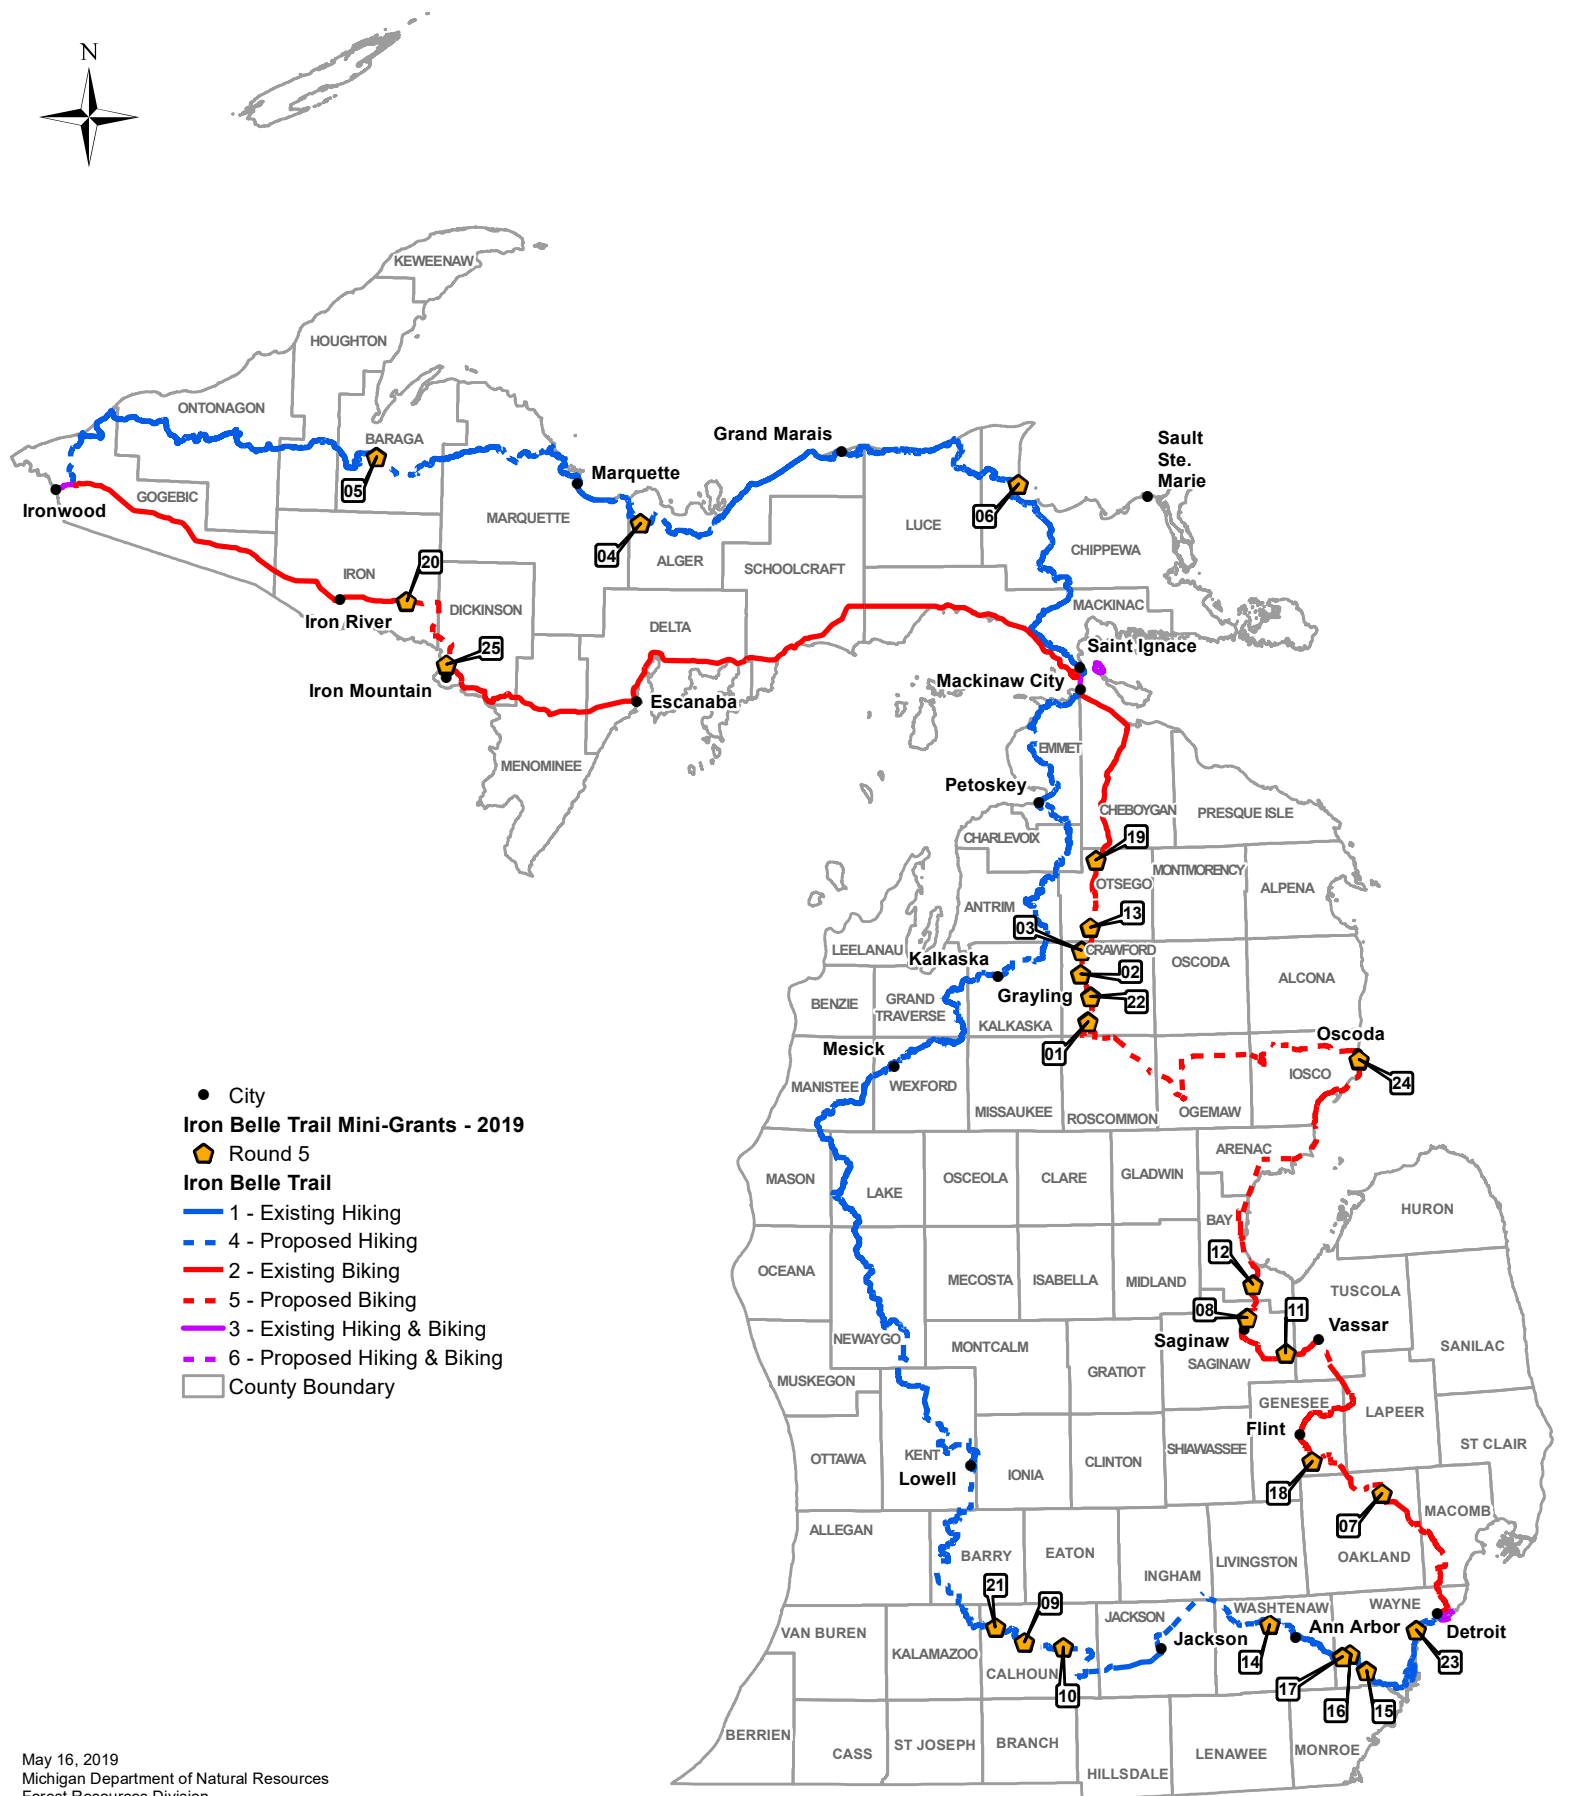 N
KEWEENAW
HOUGHTON
ONTONAGON
BARAGA
05
GOGEBIC
Ironwood
MARQUETTE
Marquette
04
ALGER
Grand Marais
SCHOOLCRAFT
LUCE
06
Sault
Ste.
Marie
CHIPPEWA
MACKINAC
IRON
20
Iron River
DICKINSON
25
Iron Mountain
DELTA
Escanaba
MENOMINEE
Saint Ignace
Mackinaw City
EMMET
Petoskey
CHEBOYGAN
PRESQUE ISLE
CHARLEVOIX
19
OTSEGO
MONTMORENCY
ALPENA
ANTRIM
13
03
LEELANAU
CRAWFORD
Kalkaska
02
OSCODA
ALCONA
Grayling
22
BENZIE
GRAND
TRAVERSE
KALKASKA
01
Oscoda
Mesick
MANISTEE
WEXFORD
MISSAUKEE
ROSCOMMON
OGEMAW
IOSCO
24
City
Iron Belle Trail Mini-Grants - 2019
Round 5
Iron Belle Trail
1 - Existing Hiking
4 - Proposed Hiking
2 - Existing Biking
5 - Proposed Biking
3 - Existing Hiking & Biking
6 - Proposed Hiking & Biking
County Boundary
ARENAC
MASON
LAKE
OSCEOLA
CLARE
GLADWIN
HURON
BAY
12
OCEANA
MECOSTA
ISABELLA
MIDLAND
TUSCOLA
08
11
Vassar
Saginaw
SAGINAW
NEWAYGO
MONTCALM
GRATIOT
SANILAC
MUSKEGON
GENESEE
LAPEER
Flint
SHIAWASSEE
ST CLAIR
OTTAWA
KENT
Lowell
IONIA
CLINTON
18
07
MACOMB
ALLEGAN
BARRY
EATON
INGHAM
LIVINGSTON
OAKLAND
21
09
JACKSON
WASHTENAW
WAYNE
VAN BUREN
KALAMAZOO
CALHOUN
10
Jackson
14
Ann Arbor
Detroit
23
17
16
15
BERRIEN
CASS
ST JOSEPH
BRANCH
HILLSDALE
LENAWEE
MONROE
May 16, 2019
Michigan Department of Natural Resources
Forest Resources Division